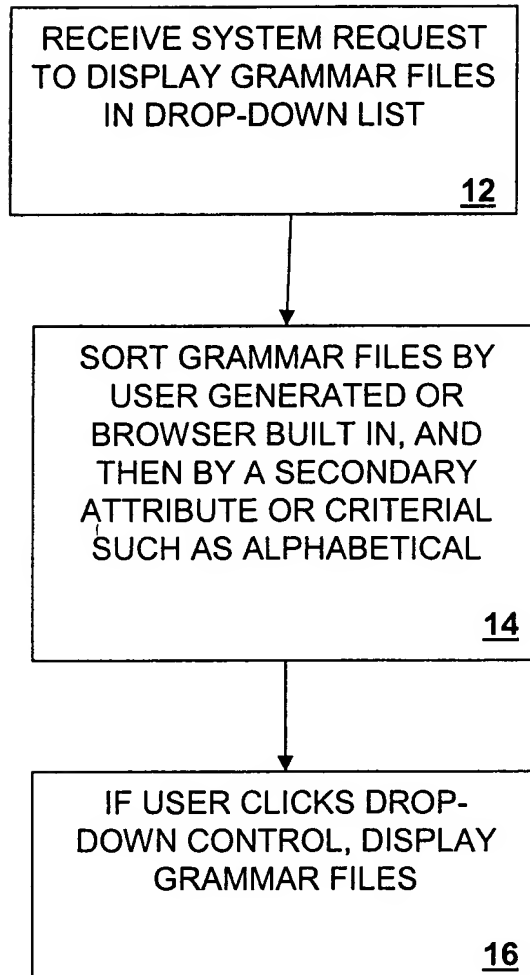 RECEIVE SYSTEM REQUEST
TO DISPLAY GRAMMAR FILES
IN DROP-DOWN LIST
12
SORT GRAMMAR FILES BY
USER GENERATED OR
BROWSER BUILT IN, AND
THEN BY A SECONDARY
ATTRIBUTE OR CRITERIAL
SUCH AS ALPHABETICAL
14
IF USER CLICKS DROP-
DOWN CONTROL, DISPLAY
GRAMMAR FILES
16